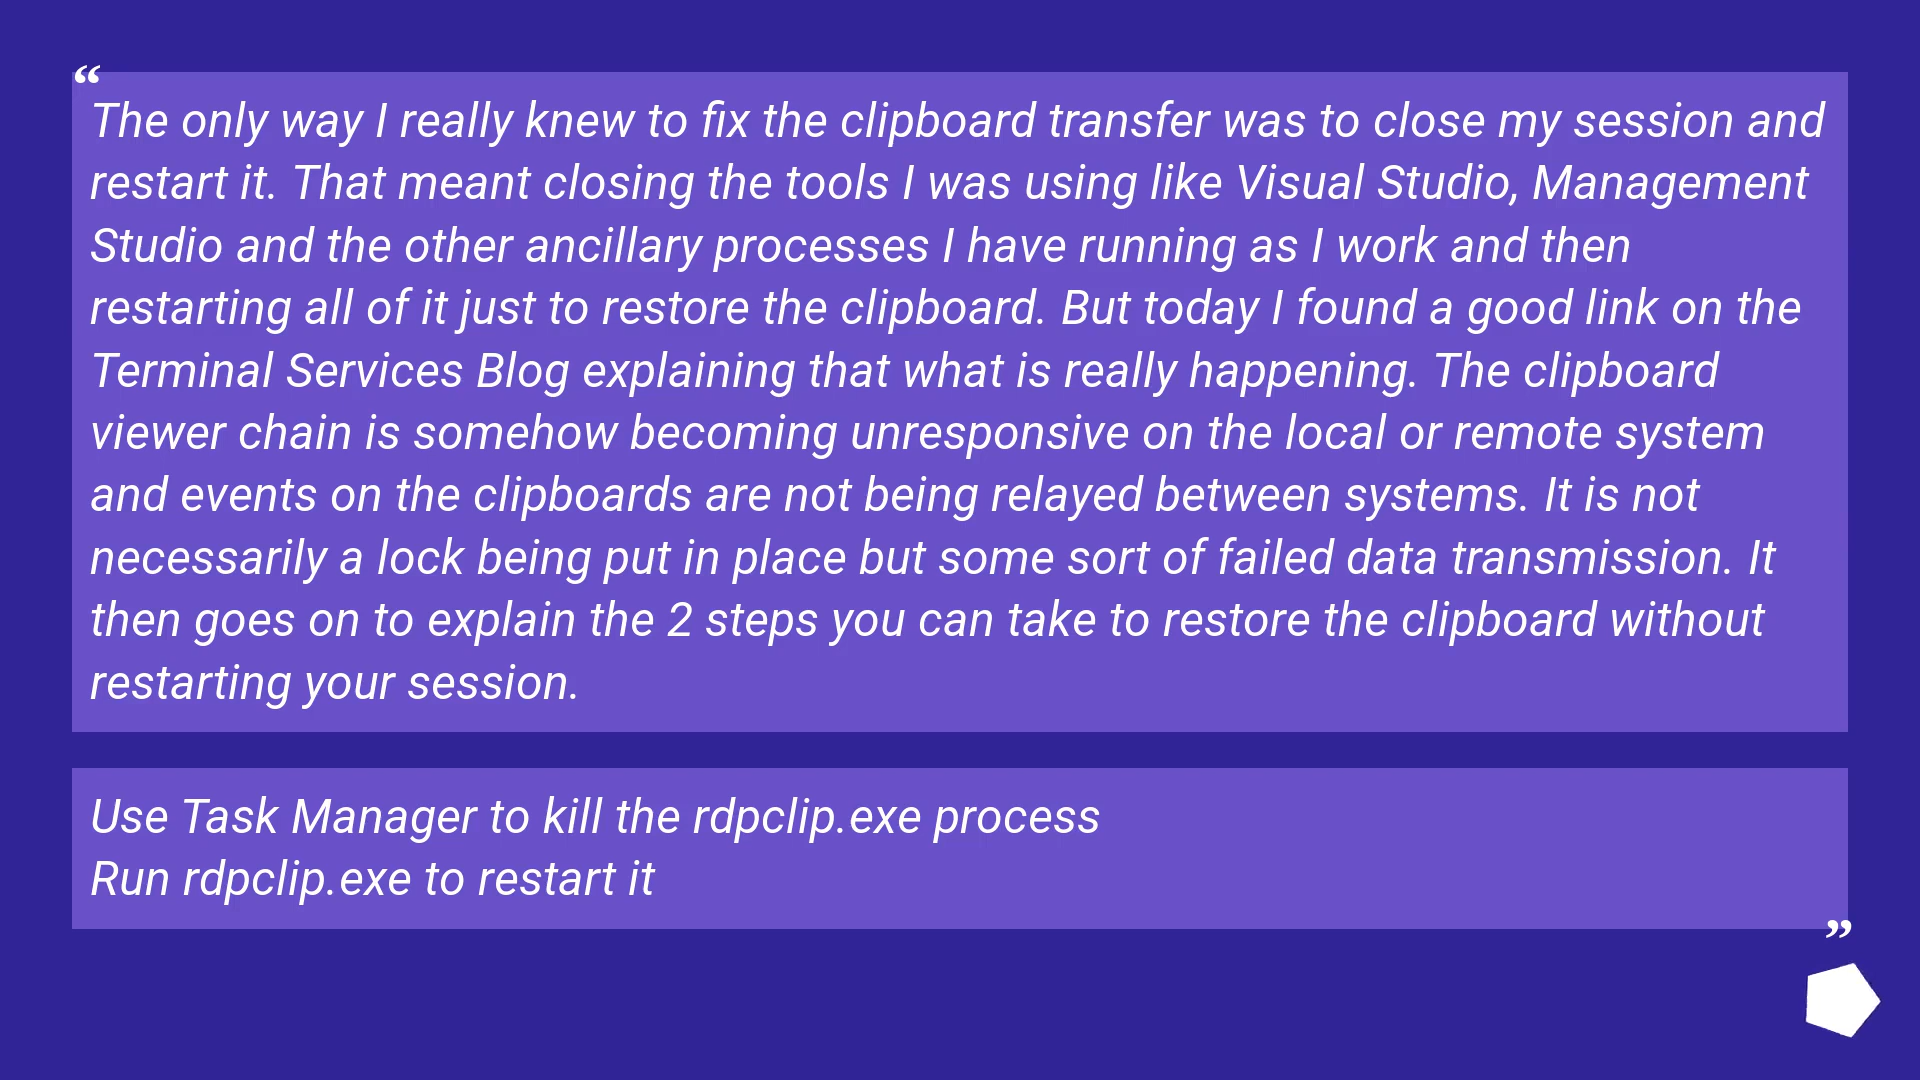 “
The only way I really knew to fix the clipboard transfer was to close my session and
restart it. That meant closing the tools I was using like Visual Studio, Management
Studio and the other ancillary processes I have running as I work and then
restarting all of it just to restore the clipboard. But today I found a good link on the
Terminal Services Blog explaining that what is really happening. The clipboard
viewer chain is somehow becoming unresponsive on the local or remote system
and events on the clipboards are not being relayed between systems. It is not
necessarily a lock being put in place but some sort of failed data transmission. It
then goes on to explain the 2 steps you can take to restore the clipboard without
restarting your session.
Use Task Manager to kill the rdpclip.exe process
Run rdpclip.exe to restart it
”